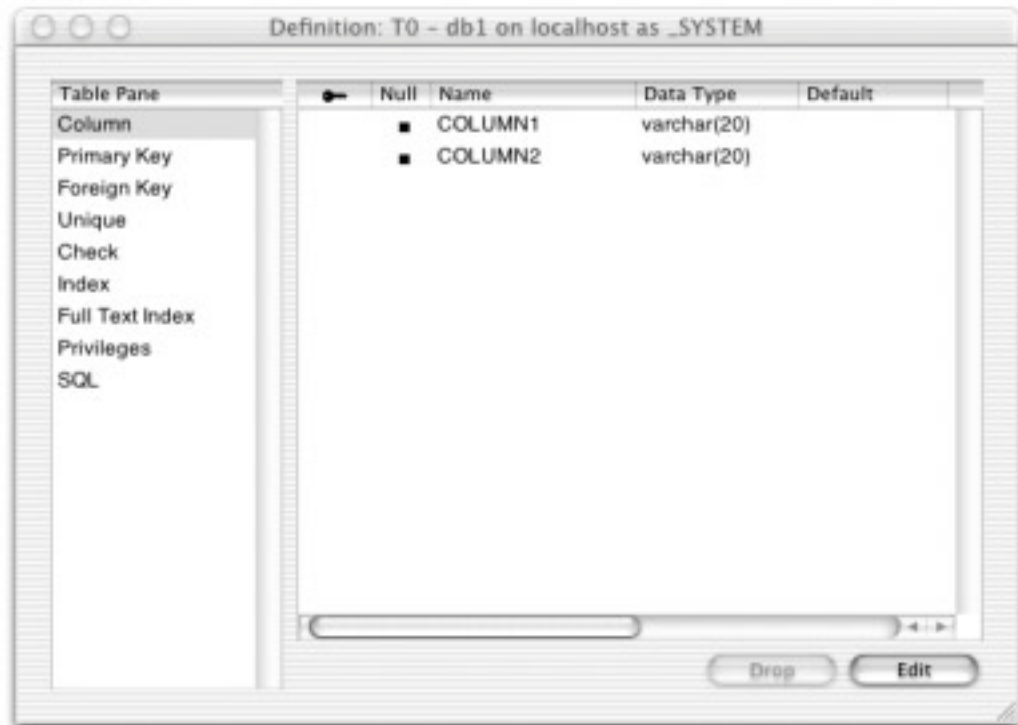 Definition: T0 - db1 on localhost as _SYSTEM
Table Pane
Column
Primary Key
Foreign Key
Unique
Check
Index
Full Text Index
Privileges
SQL
Null Name Data Type Default
COLUMN1 varchar(20)
COLUMN2 varchar(20)
Drop Edit